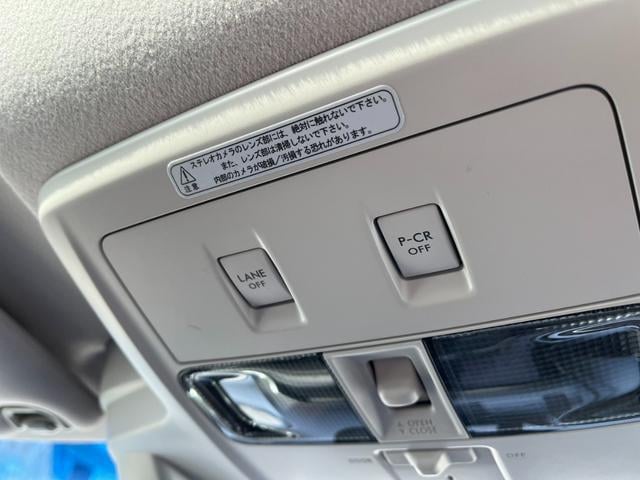 ステレオカメラのレンズ部には、絶対に触れないで下さい。
また、レンズ部は清掃しないで下さい。
内部のカメラが破損／汚損する恐れがあります。
注意
LANE
OFF
P-CR
OFF
▲ OPEN
▼ CLOSE
DOOR
OFF